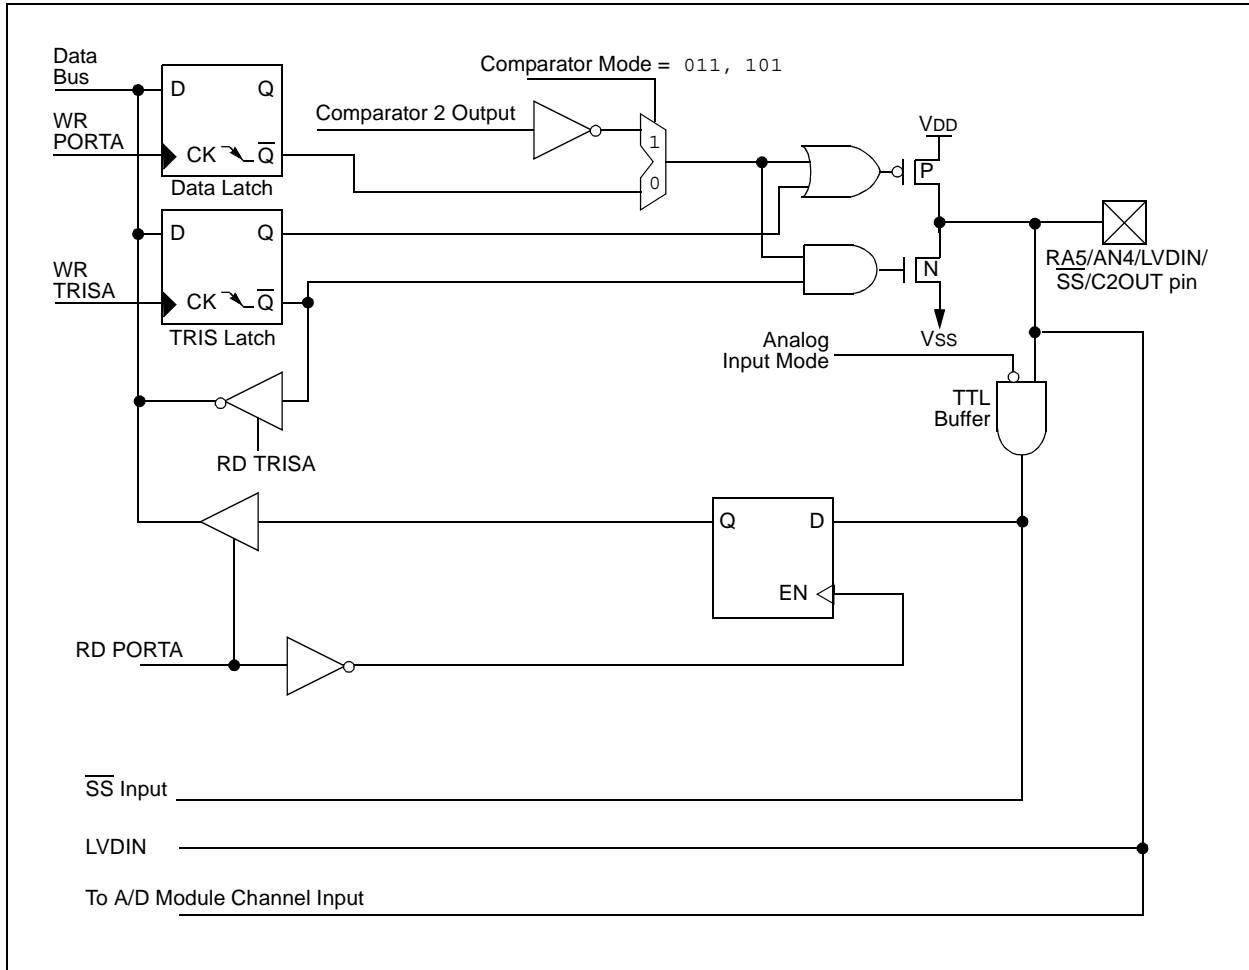 Data
Bus
D Q
WR
PORTA
CK Q̅
Data Latch
Comparator Mode = 011, 101
Comparator 2 Output
1
0
VDD
P
D Q
WR
TRISA
CK Q̅
TRIS Latch
N
VSS
RA5/AN4/LVDIN/
S̅S̅/C2OUT pin
Analog
Input Mode
TTL
Buffer
RD TRISA
Q D
EN
RD PORTA
S̅S̅ Input
LVDIN
To A/D Module Channel Input